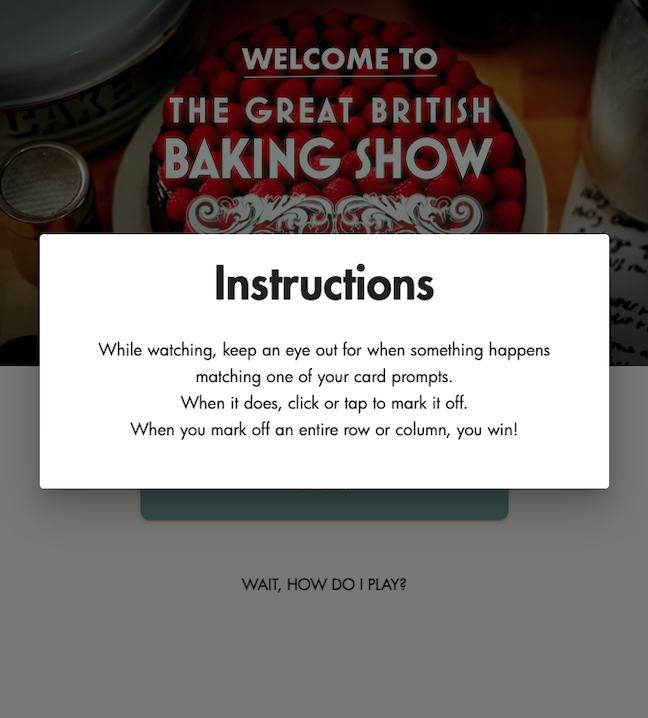 WELCOME TO
THE GREAT BRITISH
BAKING SHOW
CAKE
Instructions
While watching, keep an eye out for when something happens
matching one of your card prompts.
When it does, click or tap to mark it off.
When you mark off an entire row or column, you win!
WAIT, HOW DO I PLAY?